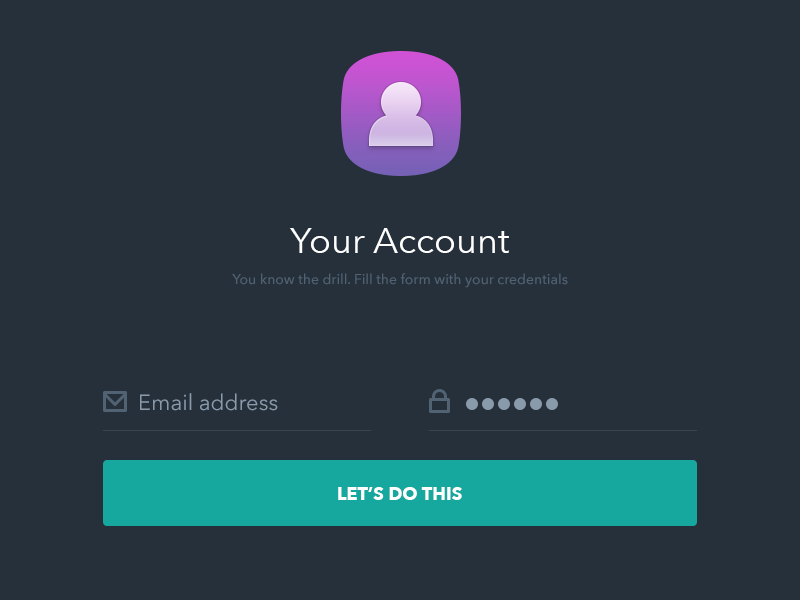 Your Account
You know the drill. Fill the form with your credentials
Email address
●●●●●●
LET'S DO THIS